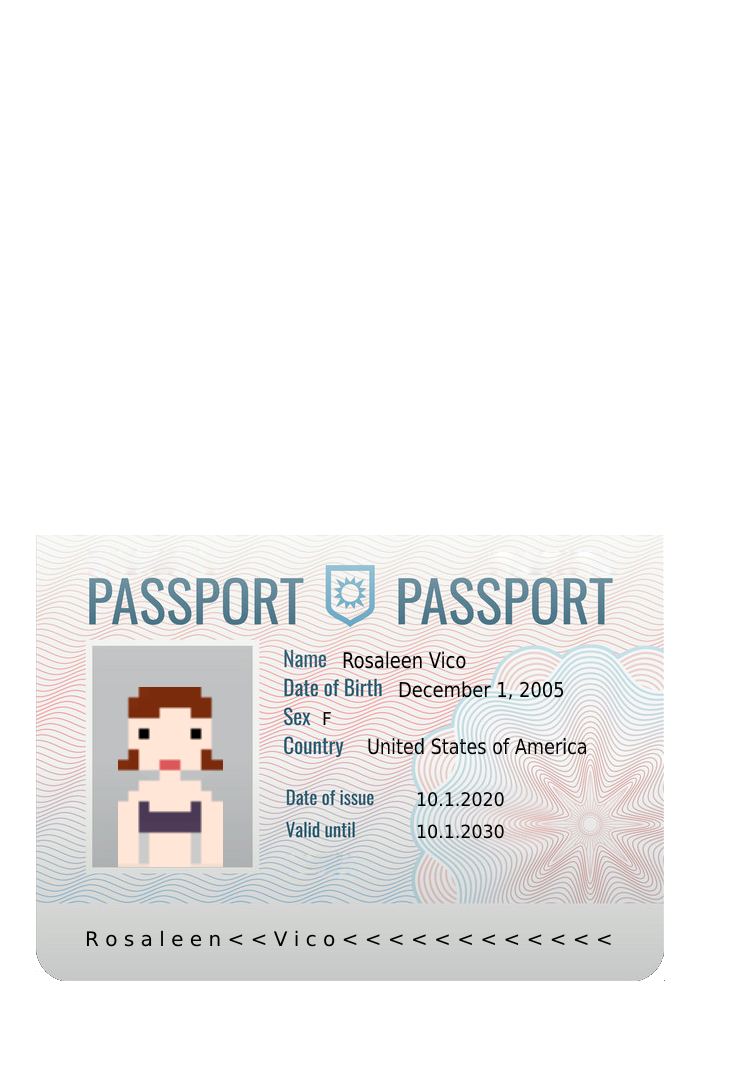 PASSPORT PASSPORT
Name Rosaleen Vico
Date of Birth December 1, 2005
Sex F
Country United States of America
Date of issue 10.1.2020
Valid until 10.1.2030
Rosaleen<<Vico<<<<<<<<<<<<